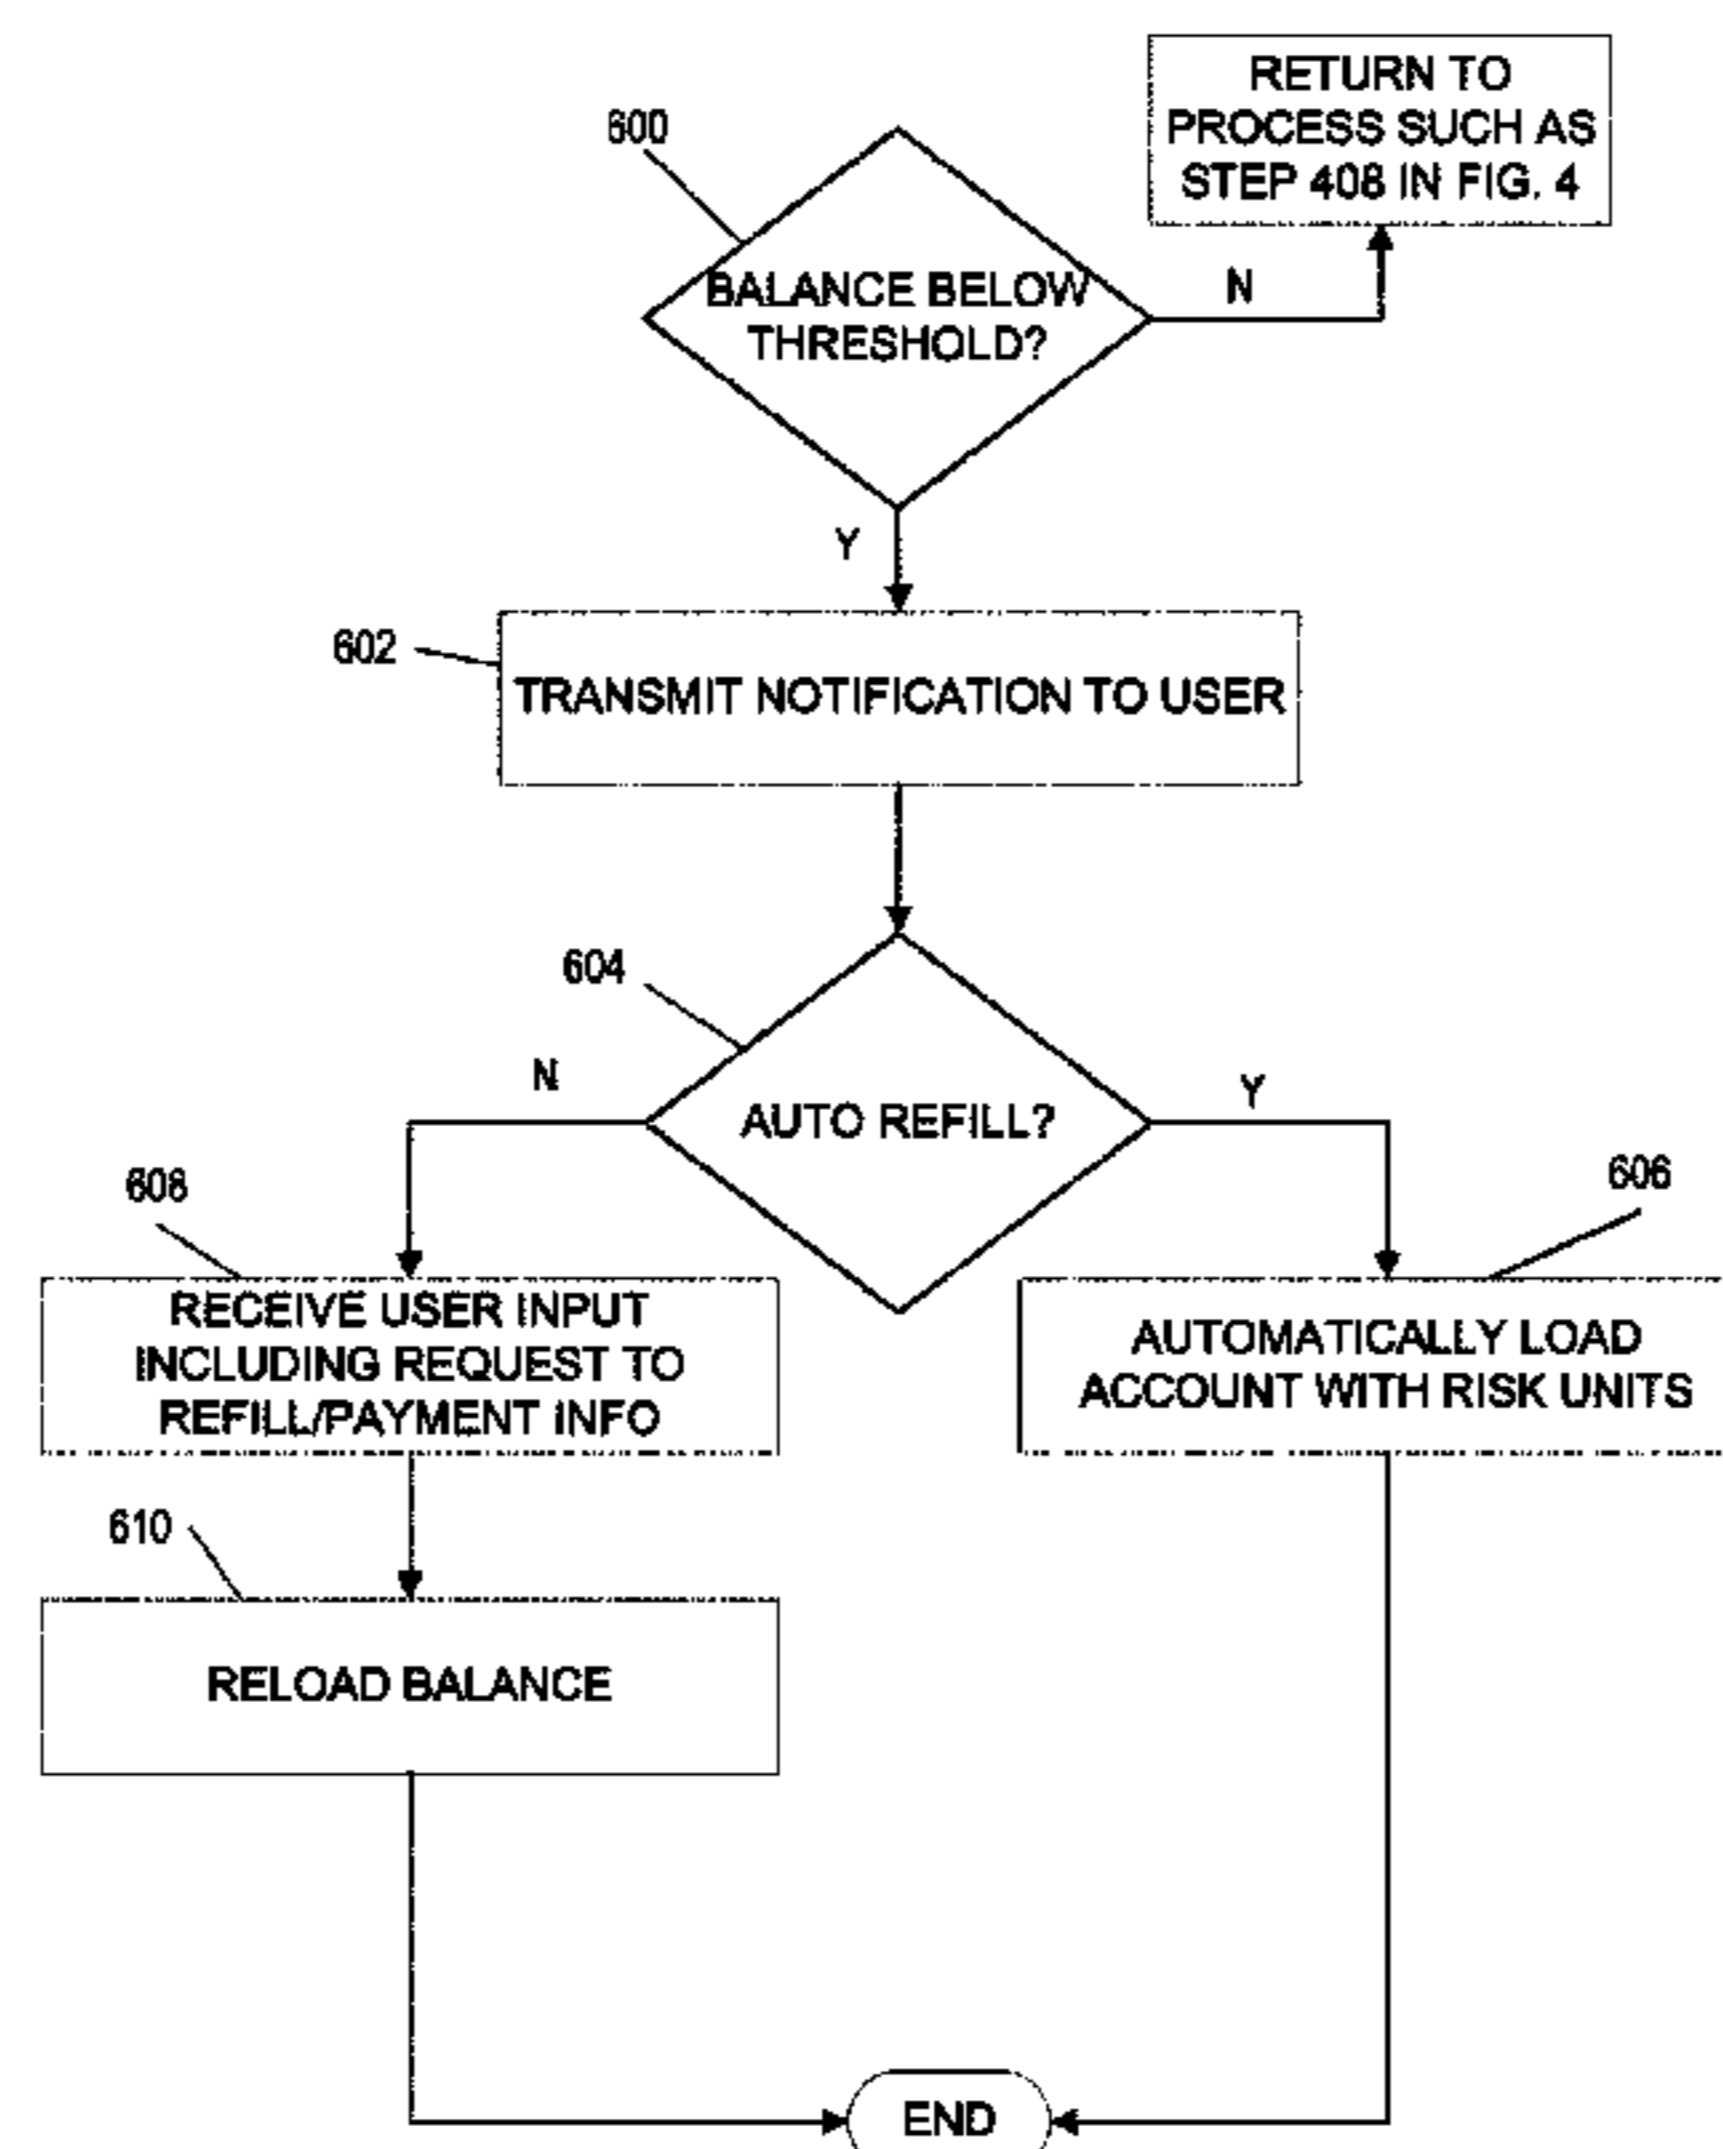 RETURN TO
PROCESS SUCH AS
STEP 408 IN FIG. 4
600
BALANCE BELOW
THRESHOLD?
N
Y
602
TRANSMIT NOTIFICATION TO USER
604
AUTO REFILL?
N
Y
608
606
RECEIVE USER INPUT
INCLUDING REQUEST TO
REFILL/PAYMENT INFO
AUTOMATICALLY LOAD
ACCOUNT WITH RISK UNITS
610
RELOAD BALANCE
END